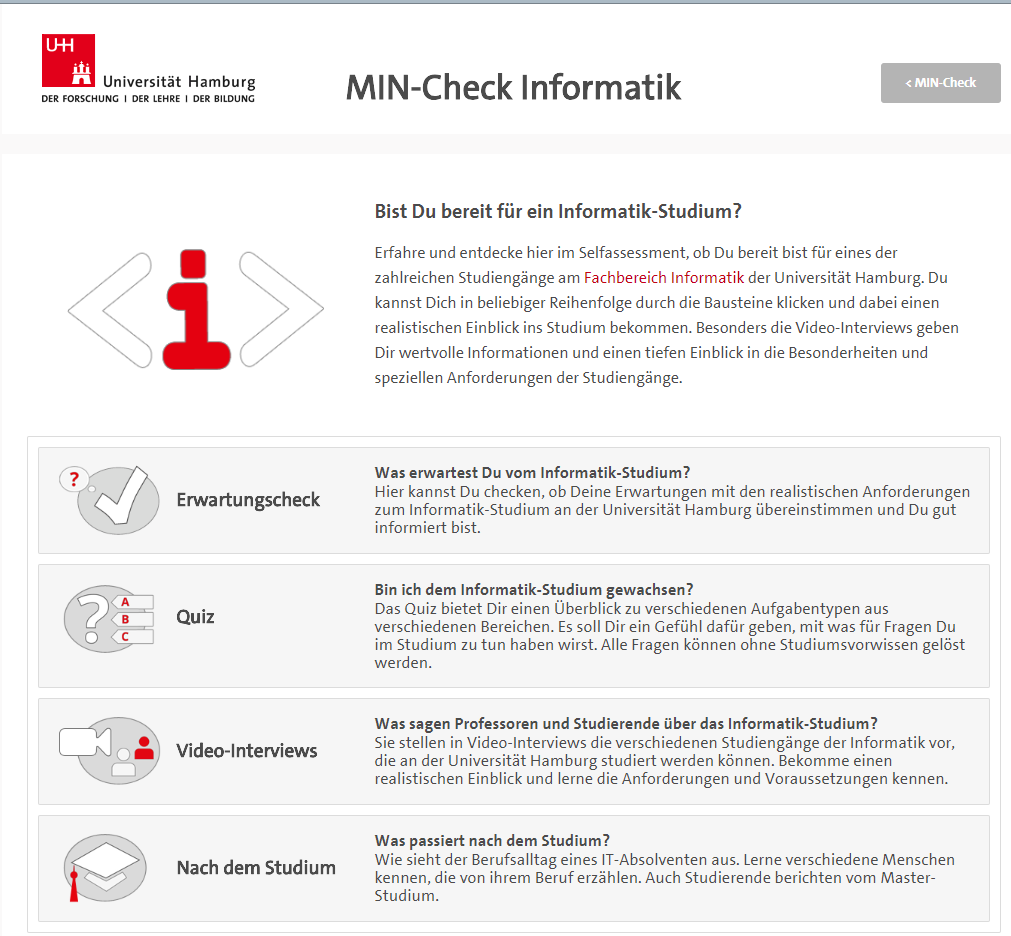 UHH
Universität Hamburg
DER FORSCHUNG | DER LEHRE | DER BILDUNG
MIN-Check Informatik
< MIN-Check
Bist Du bereit für ein Informatik-Studium?
Erfahre und entdecke hier im Selfassessment, ob Du bereit bist für eines der
zahlreichen Studiengänge am Fachbereich Informatik der Universität Hamburg. Du
kannst Dich in beliebiger Reihenfolge durch die Bausteine klicken und dabei einen
realistischen Einblick ins Studium bekommen. Besonders die Video-Interviews geben
Dir wertvolle Informationen und einen tiefen Einblick in die Besonderheiten und
speziellen Anforderungen der Studiengänge.
<i>
?
Erwartungscheck
Was erwartest Du vom Informatik-Studium?
Hier kannst Du checken, ob Deine Erwartungen mit den realistischen Anforderungen
zum Informatik-Studium an der Universität Hamburg übereinstimmen und Du gut
informiert bist.
?
A
B
C
Quiz
Bin ich dem Informatik-Studium gewachsen?
Das Quiz bietet Dir einen Überblick zu verschiedenen Aufgabentypen aus
verschiedenen Bereichen. Es soll Dir ein Gefühl dafür geben, mit was für Fragen Du
im Studium zu tun haben wirst. Alle Fragen können ohne Studiumsvorwissen gelöst
werden.
Video-Interviews
Was sagen Professoren und Studierende über das Informatik-Studium?
Sie stellen in Video-Interviews die verschiedenen Studiengänge der Informatik vor,
die an der Universität Hamburg studiert werden können. Bekomme einen
realistischen Einblick und lerne die Anforderungen und Voraussetzungen kennen.
Nach dem Studium
Was passiert nach dem Studium?
Wie sieht der Berufsalltag eines IT-Absolventen aus. Lerne verschiedene Menschen
kennen, die von ihrem Beruf erzählen. Auch Studierende berichten vom Master-
Studium.